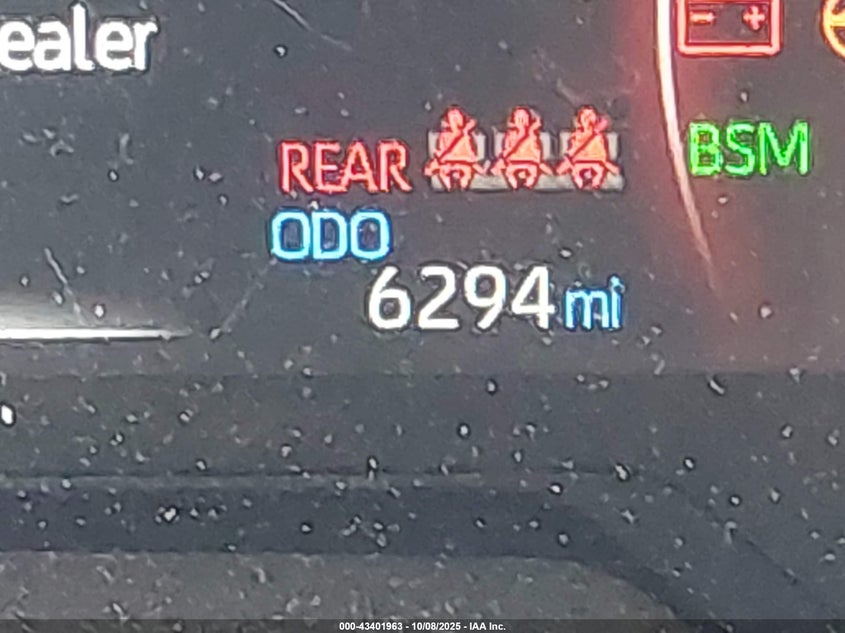 ealer
REAR
BSM
ODO
6294 mi
000-43401963 - 10/08/2025 - IAA Inc.